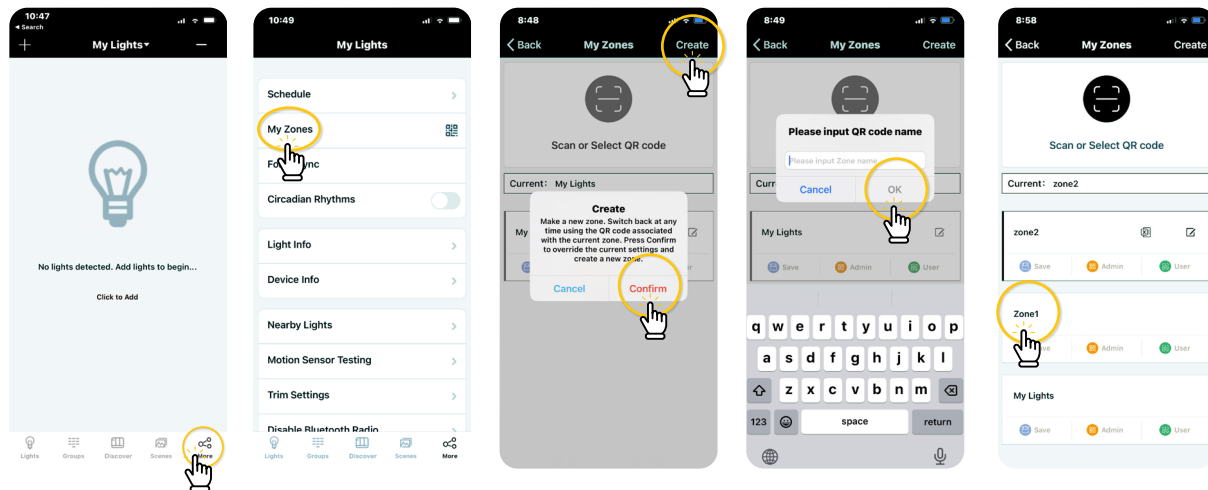 10:47
◀ Search
My Lights▾
No lights detected. Add lights to begin...
Click to Add
Lights
Groups
Discover
Scenes
More
10:49
My Lights
Schedule
My Zones
Circadian Rhythms
Light Info
Device Info
Nearby Lights
Motion Sensor Testing
Trim Settings
Disable Bluetooth Radio
Lights
Groups
Discover
Scenes
More
8:48
Back
My Zones
Create
Scan or Select QR code
Current: My Lights
My
Create
Make a new zone. Switch back at any
time using the QR code associated
with the current zone. Press Confirm
to override the current settings and
create a new zone.
Cancel
Confirm
8:49
Back
My Zones
Create
Please input QR code name
Please input Zone name
Cancel
OK
Scan or Select QR code
My Lights
Save
Admin
User
q w e r t y u i o p
a s d f g h j k l
z x c v b n m
123
space
return
8:58
Back
My Zones
Create
Scan or Select QR code
Current: zone2
zone2
Save
Admin
User
Zone1
Admin
User
My Lights
Save
Admin
User